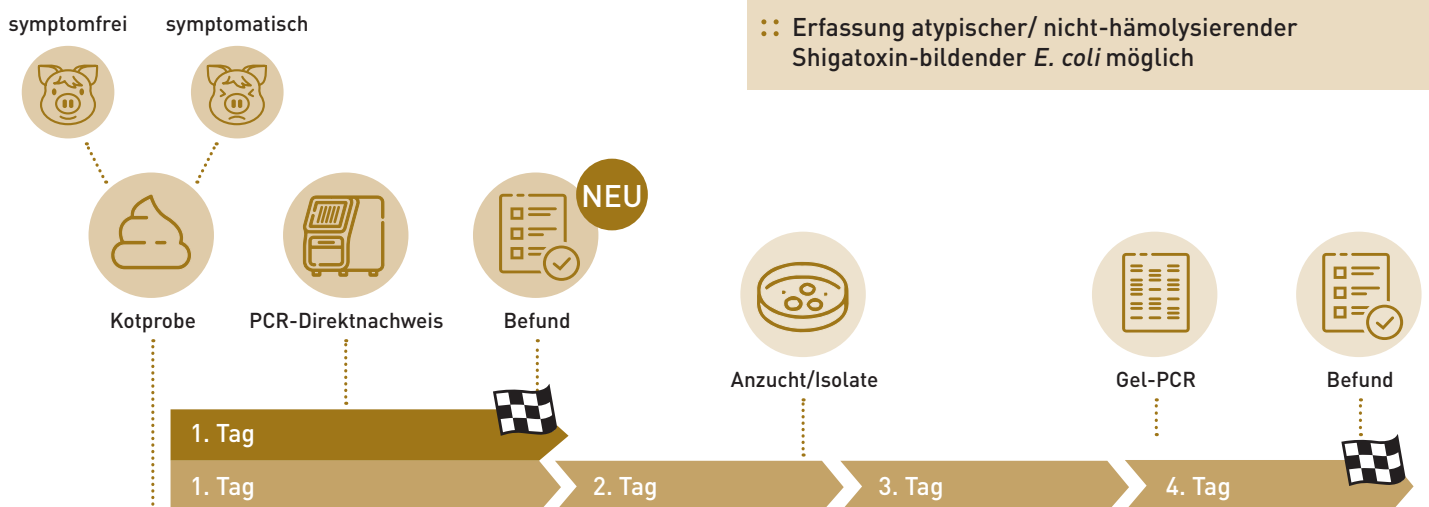 symptomfrei
symptomatisch
Erfassung atypischer/ nicht-hämolysierender
Shigatoxin-bildender E. coli möglich
NEU
Kotprobe
PCR-Direktnachweis
Befund
Anzucht/Isolate
Gel-PCR
Befund
1. Tag
1. Tag
2. Tag
3. Tag
4. Tag